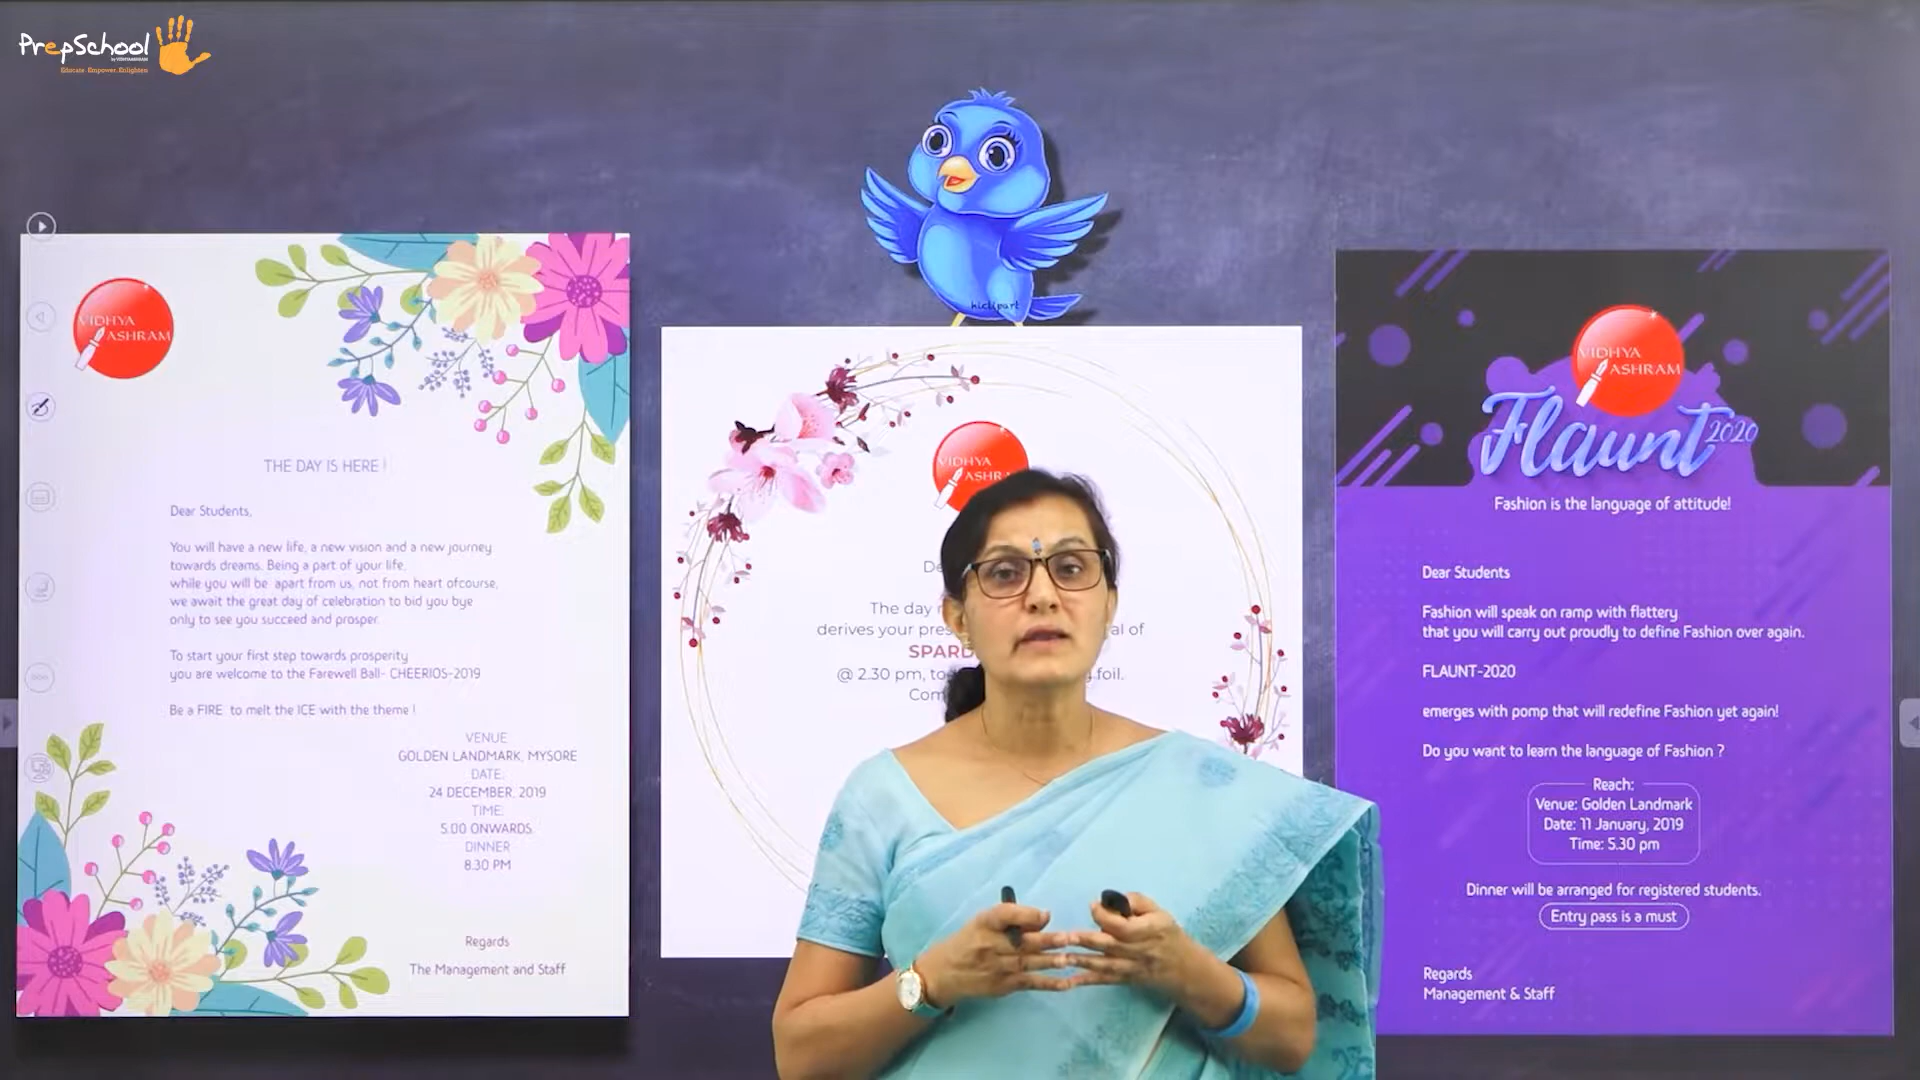 PrepSchool
Educate. Empower. Enlighten
VIDHYA
ASHRAM
THE DAY IS HERE !
Dear Students,
You will have a new life, a new vision and a new journey
towards dreams. Being a part of your life,
while you will be apart from us, not from heart ofcourse,
we await the great day of celebration to bid you bye
only to see you succeed and prosper.
To start your first step towards prosperity
you are welcome to the Farewell Ball- CHEERIOS-2019
Be a FIRE to melt the ICE with the theme !
VENUE
GOLDEN LANDMARK, MYSORE
DATE:
24 DECEMBER, 2019
TIME:
5.00 ONWARDS.
DINNER
8.30 PM
Regards
The Management and Staff
VIDHYA
The day
derives your
al of
@ 2.30 pm,
foil.
VIDHYA
ASHRAM
Flaunt 2020
Fashion is the language of attitude!
Dear Students
Fashion will speak on ramp with flattery
that you will carry out proudly to define Fashion over again.
FLAUNT-2020
emerges with pomp that will redefine Fashion yet again!
Do you want to learn the language of Fashion ?
Reach:
Venue: Golden Landmark
Date: 11 January, 2019
Time: 5.30 pm
Dinner will be arranged for registered students.
Entry pass is a must
Regards
Management & Staff